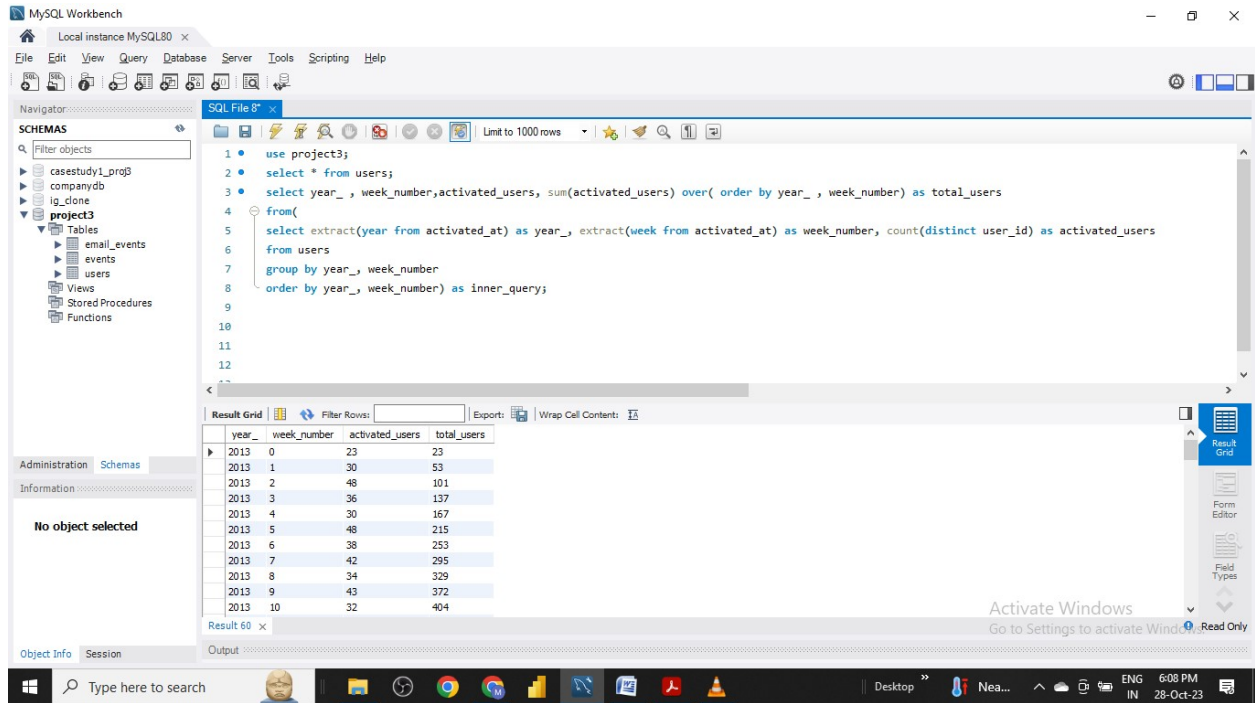 MySQL Workbench
Local instance MySQL80 ×
File Edit View Query Database Server Tools Scripting Help
Navigator
SQL File 8* ×
SCHEMAS
Limit to 1000 rows
Filter objects
casestudy1_proj3
companydb
ig_clone
project3
Tables
email_events
events
users
Views
Stored Procedures
Functions
1 use project3;
2 select * from users;
3 select year_ , week_number,activated_users, sum(activated_users) over( order by year_ , week_number) as total_users
4 from(
5 select extract(year from activated_at) as year_, extract(week from activated_at) as week_number, count(distinct user_id) as activated_users
6 from users
7 group by year_, week_number
8 order by year_, week_number) as inner_query;
9
10
11
12
Result Grid Filter Rows: Export: Wrap Cell Content:
year_ week_number activated_users total_users
2013 0 23 23
2013 1 30 53
2013 2 48 101
2013 3 36 137
2013 4 30 167
2013 5 48 215
2013 6 38 253
2013 7 42 295
2013 8 34 329
2013 9 43 372
2013 10 32 404
Result Grid
Form Editor
Field Types
Administration Schemas
Information
No object selected
Activate Windows
Go to Settings to activate Windows.
Result 60 ×
Read Only
Object Info Session
Output
Type here to search
Desktop
Nea...
ENG
IN
6:08 PM
28-Oct-23